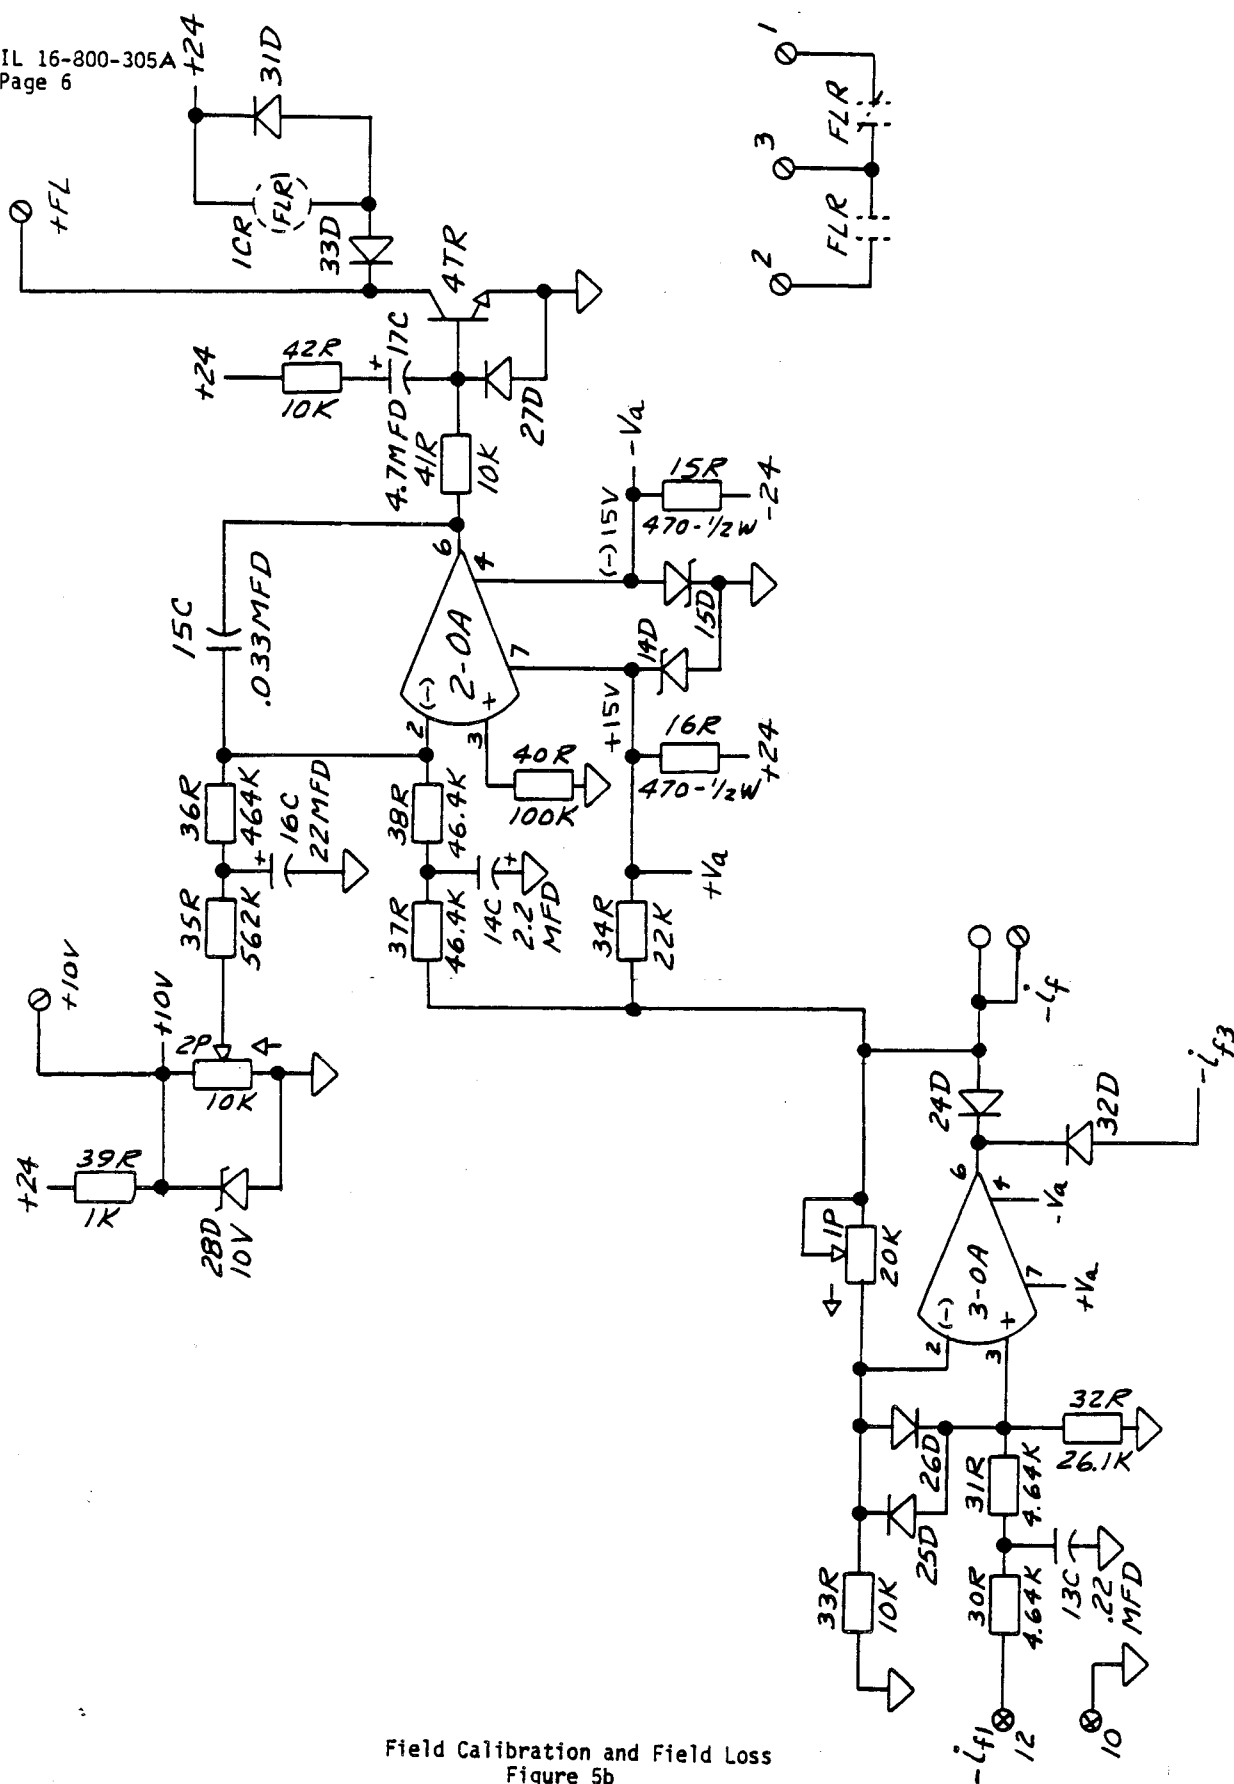 IL 16-800-305A
Page 6
+24
31D
+FL
1CR
FLR
33D
4TR
+24
42R
10K
+
17C
4.7MFD
41R
10K
27D
1
3
2
FLR
FLR
15C
.033MFD
6
4
7
2-0A
(-)
+
2
3
(-)15V
-Va
15R
470-1/2W
-24
15D
14D
+15V
16R
470-1/2W
+24
36R
464K
16C
22MFD
+
35R
562K
38R
46.4K
40R
100K
37R
46.4K
14C
+
2.2
MFD
34R
22K
+Va
+10V
+10V
2P
10K
+24
39R
1K
28D
10V
-if
24D
32D
-if3
6
4
-Va
7
+Va
3-0A
(-)
+
2
3
1P
20K
26D
25D
32R
26.1K
31R
4.64K
33R
10K
30R
4.64K
13C
.22
MFD
-if1
12
10
Field Calibration and Field Loss
Figure 5b